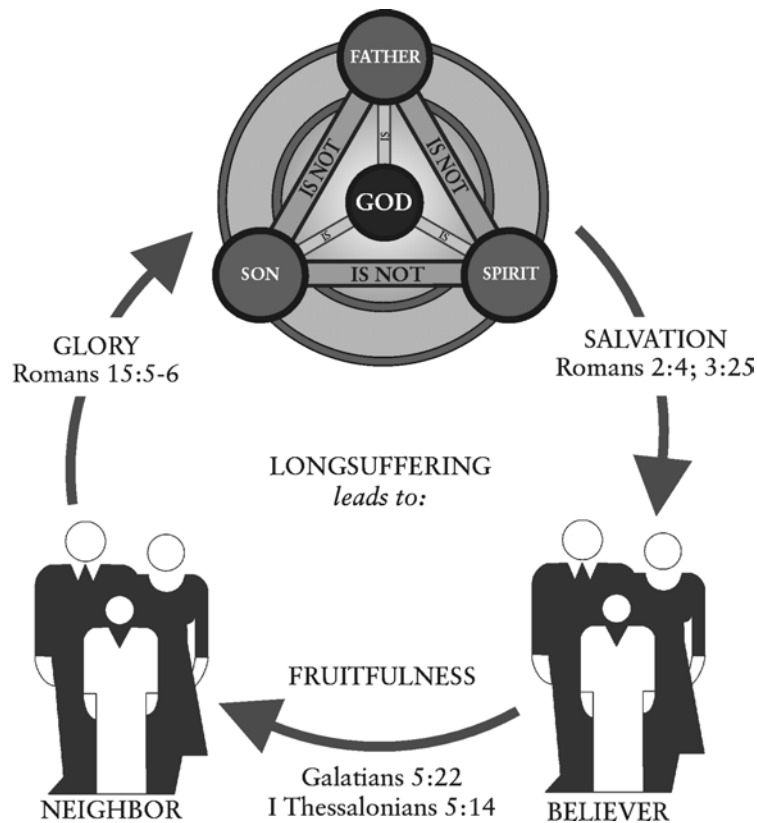 FATHER
IS NOT
IS
IS NOT
GOD
IS
IS
SON
IS NOT
SPIRIT
GLORY
Romans 15:5-6
SALVATION
Romans 2:4; 3:25
LONGSUFFERING
leads to:
FRUITFULNESS
Galatians 5:22
I Thessalonians 5:14
NEIGHBOR
BELIEVER